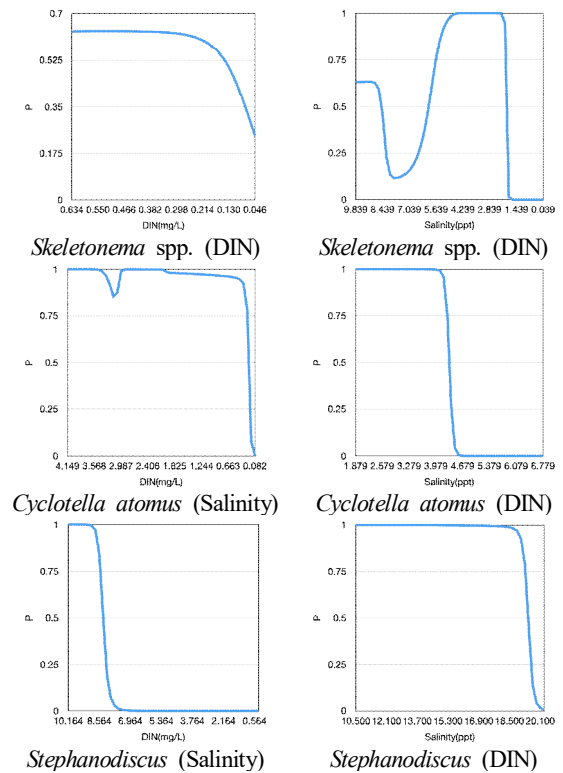 0.7
0.525
0.35
0.175
0
P
0.634 0.550 0.466 0.382 0.298 0.214 0.130 0.046
DIN(mg/L)
Skeletonema spp. (DIN)
1
0.75
0.5
0.25
0
P
9.839 8.439 7.039 5.639 4.239 2.839 1.439 0.039
Salinity(ppt)
Skeletonema spp. (DIN)
1
0.75
0.5
0.25
0
P
4.149 3.568 2.987 2.406 1.825 1.244 0.663 0.082
DIN(mg/L)
Cyclotella atomus (Salinity)
1
0.75
0.5
0.25
0
P
1.879 2.579 3.279 3.979 4.679 5.379 6.079 6.779
Salinity(ppt)
Cyclotella atomus (DIN)
1
0.75
0.5
0.25
0
P
10.164 8.564 6.964 5.364 3.764 2.164 0.564
DIN(mg/L)
Stephanodiscus (Salinity)
1
0.75
0.5
0.25
0
P
10.500 12.100 13.700 15.300 16.900 18.500 20.100
Salinity(ppt)
Stephanodiscus (DIN)